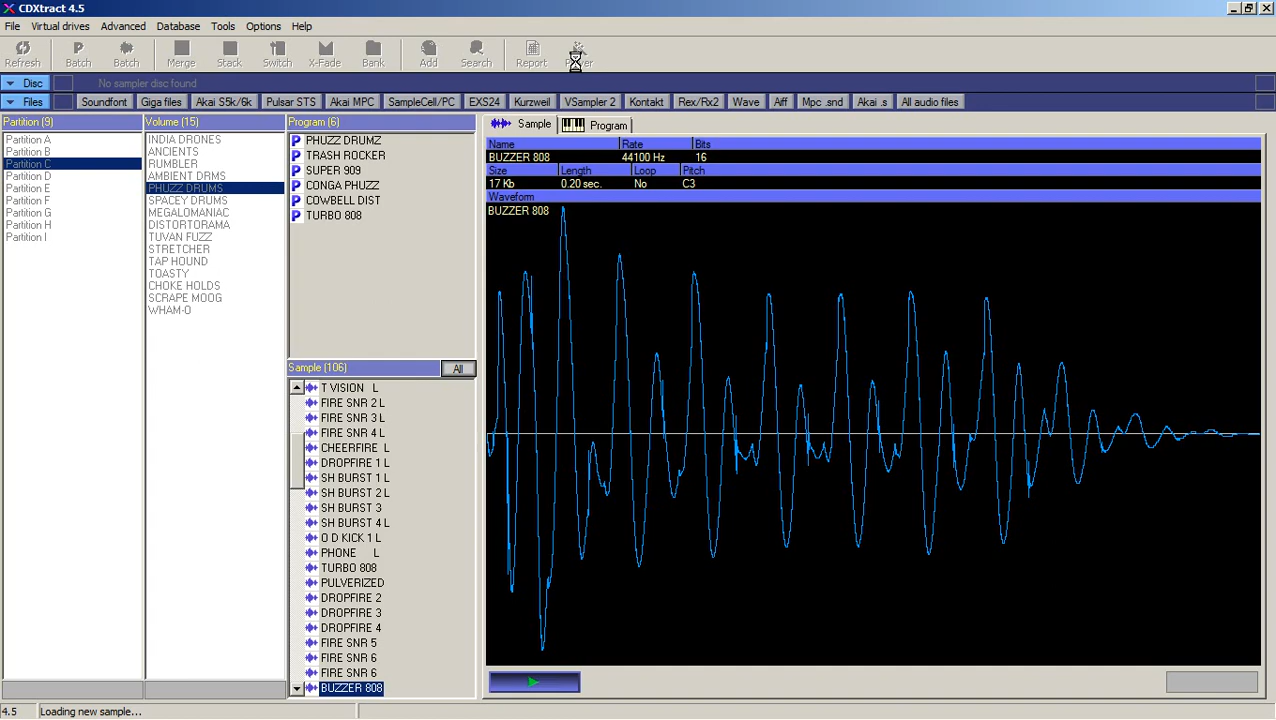 CDXtract 4.5
File Virtual drives Advanced Database Tools Options Help
Refresh Batch Batch Merge Stack Switch X-Fade Bank Add Search Report
Disc No sampler disc found
Files Soundfont Giga files Akai S5k/6k Pulsar STS Akai MPC SampleCell/PC EXS24 Kurzweil VSampler 2 Kontakt Rex/Rx2 Wave Aiff Mpc .snd Akai .s All audio files
Partition (9)
Partition A
Partition B
Partition C
Partition D
Partition E
Partition F
Partition G
Partition H
Partition I
Volume (15)
INDIA DRONES
ANCIENTS
RUMBLER
AMBIENT DRMS
PHUZZ DRUMS
SPACEY DRUMS
MEGALOMANIAC
DISTORTORAMA
TUVAN FUZZ
STRETCHER
TAP HOUND
TOASTY
CHOKE HOLDS
SCRAPE MOOG
WHAM-O
Program (6)
P PHUZZ DRUMZ
P TRASH ROCKER
P SUPER 909
P CONGA PHUZZ
P COWBELL DIST
P TURBO 808
Sample (106) All
T VISION L
FIRE SNR 2 L
FIRE SNR 3 L
FIRE SNR 4 L
CHEERFIRE L
DROPFIRE 1 L
SH BURST 1 L
SH BURST 2 L
SH BURST 3
SH BURST 4 L
O D KICK 1 L
PHONE L
TURBO 808
PULVERIZED
DROPFIRE 2
DROPFIRE 3
DROPFIRE 4
FIRE SNR 5
FIRE SNR 6
FIRE SNR 6
BUZZER 808
Sample Program
Name Rate Bits
BUZZER 808 44100 Hz 16
Size Length Loop Pitch
17 Kb 0.20 sec. No C3
Waveform
BUZZER 808
4.5 Loading new sample...